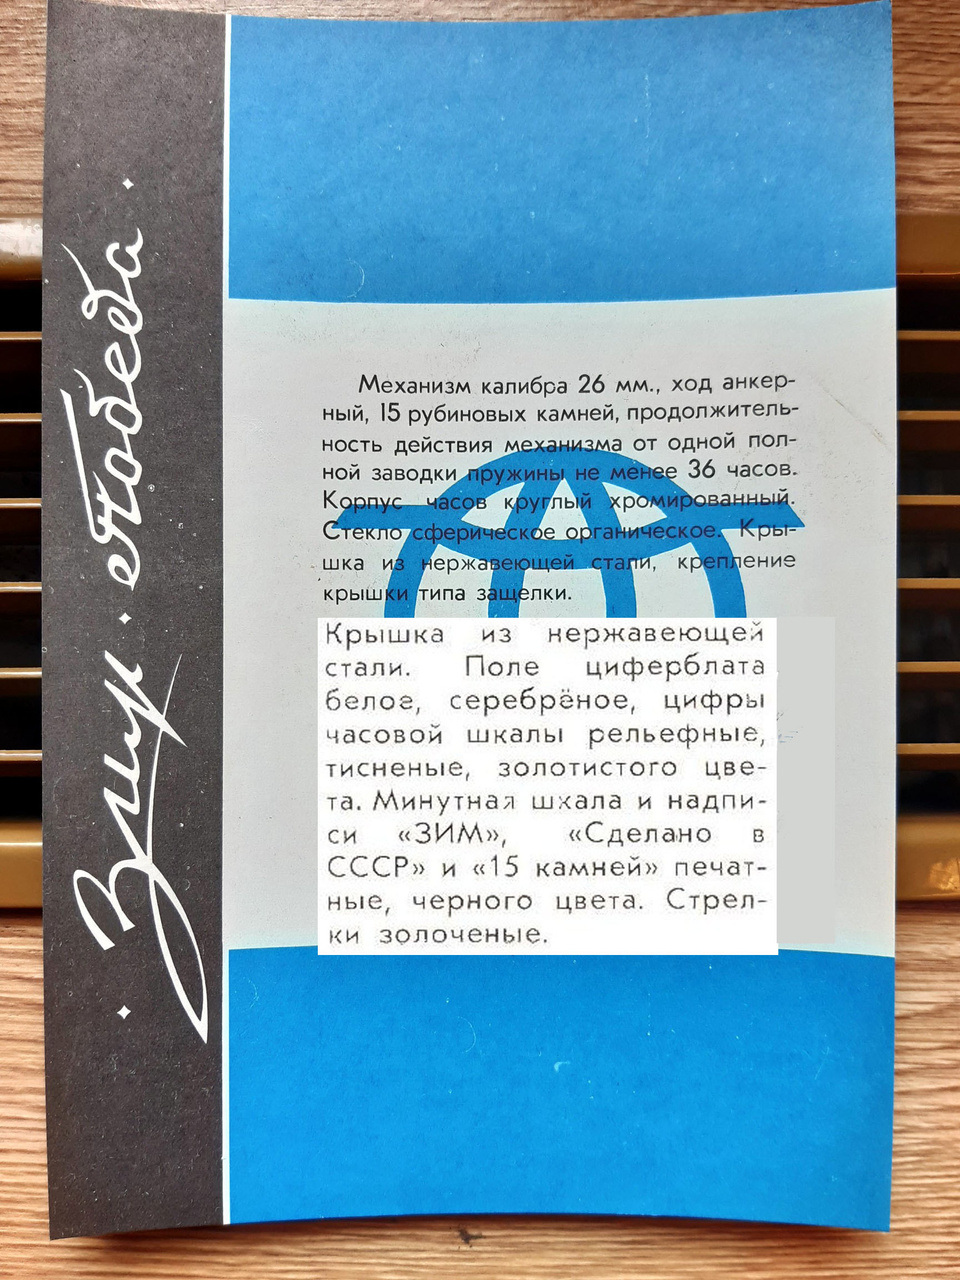 Зим · Победа
Механизм калибра 26 мм., ход анкер-
ный, 15 рубиновых камней, продолжитель-
ность действия механизма от одной пол-
ной заводки пружины не менее 36 часов.
Корпус часов круглый хромированный.
Стекло сферическое органическое. Кры-
шка из нержавеющей стали, крепление
крышки типа защелки.
Крышка из нержавеющей
стали. Поле циферблата
белое, серебрёное, цифры
часовой шкалы рельефные,
тисненые, золотистого цве-
та. Минутная шкала и надпи-
си «ЗИМ», «Сделано в
СССР» и «15 камней» печат-
ные, черного цвета. Стрел-
ки золоченые.